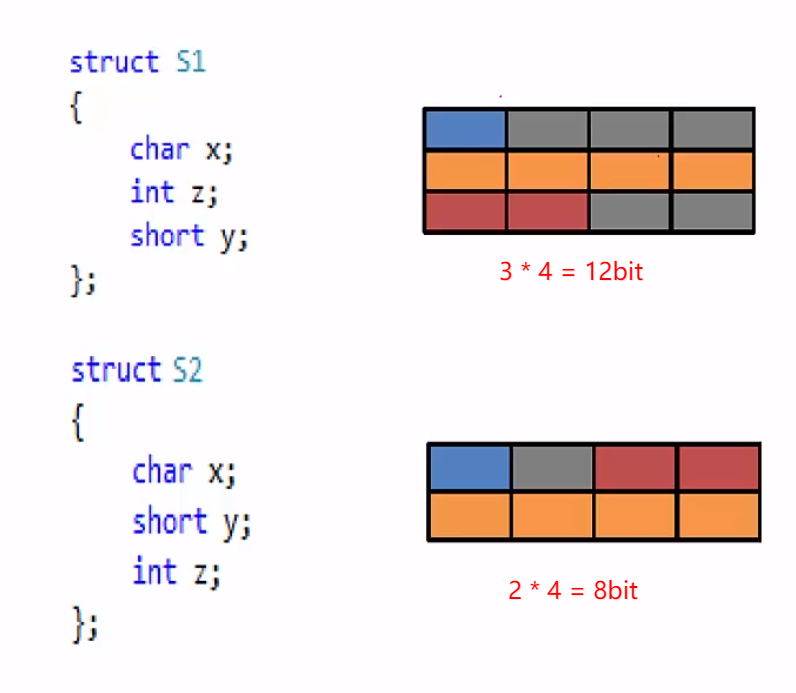 struct S1
{
char x;
int z;
short y;
};
3 * 4 = 12bit
struct S2
{
char x;
short y;
int z;
};
2 * 4 = 8bit